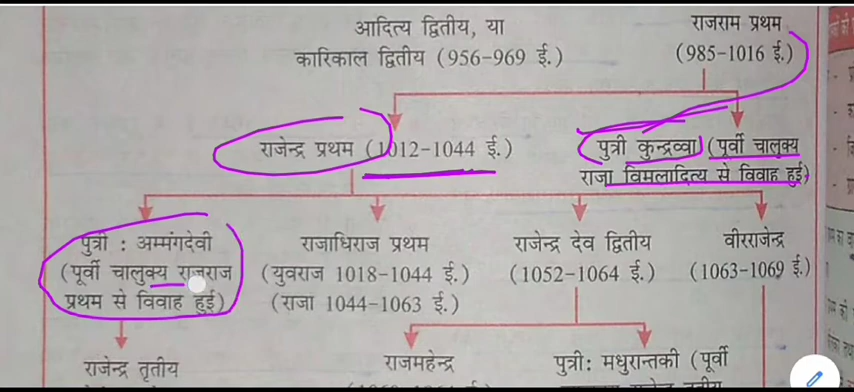 आदित्य द्वितीय, या
कारिकाल द्वितीय (956-969 ई.)
राजराम प्रथम
(985-1016 ई.)
राजेन्द्र प्रथम (1012-1044 ई.)
पुत्री कुन्द्रव्वा (पूर्वी चालुक्य
राजा विमलादित्य से विवाह हुई)
पुत्री : अम्मंगदेवी
(पूर्वी चालुक्य राजराज
प्रथम से विवाह हुई)
राजाधिराज प्रथम
(युवराज 1018-1044 ई.)
(राजा 1044-1063 ई.)
राजेन्द्र देव द्वितीय
(1052-1064 ई.)
वीरराजेन्द्र
(1063-1069 ई.)
राजेन्द्र तृतीय
राजमहेन्द्र
पुत्री: मधुरान्तकी (पूर्वी